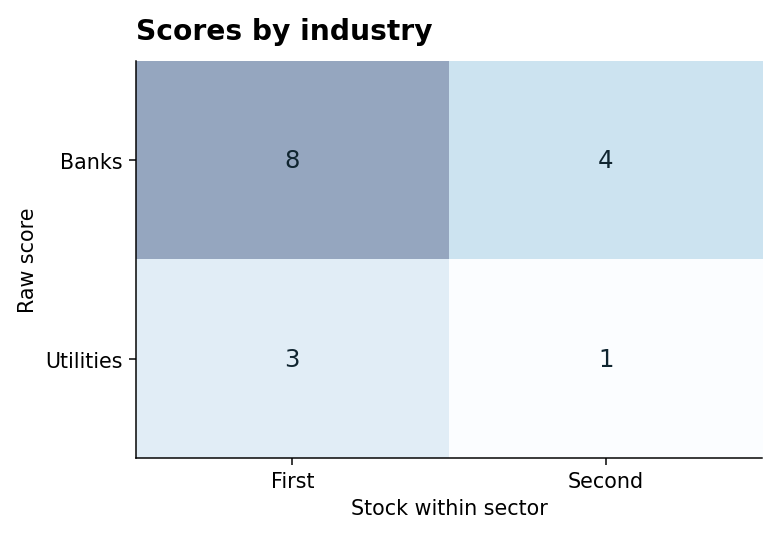 Scores by industry
Raw score
Banks 8 4
Utilities 3 1
First Second
Stock within sector